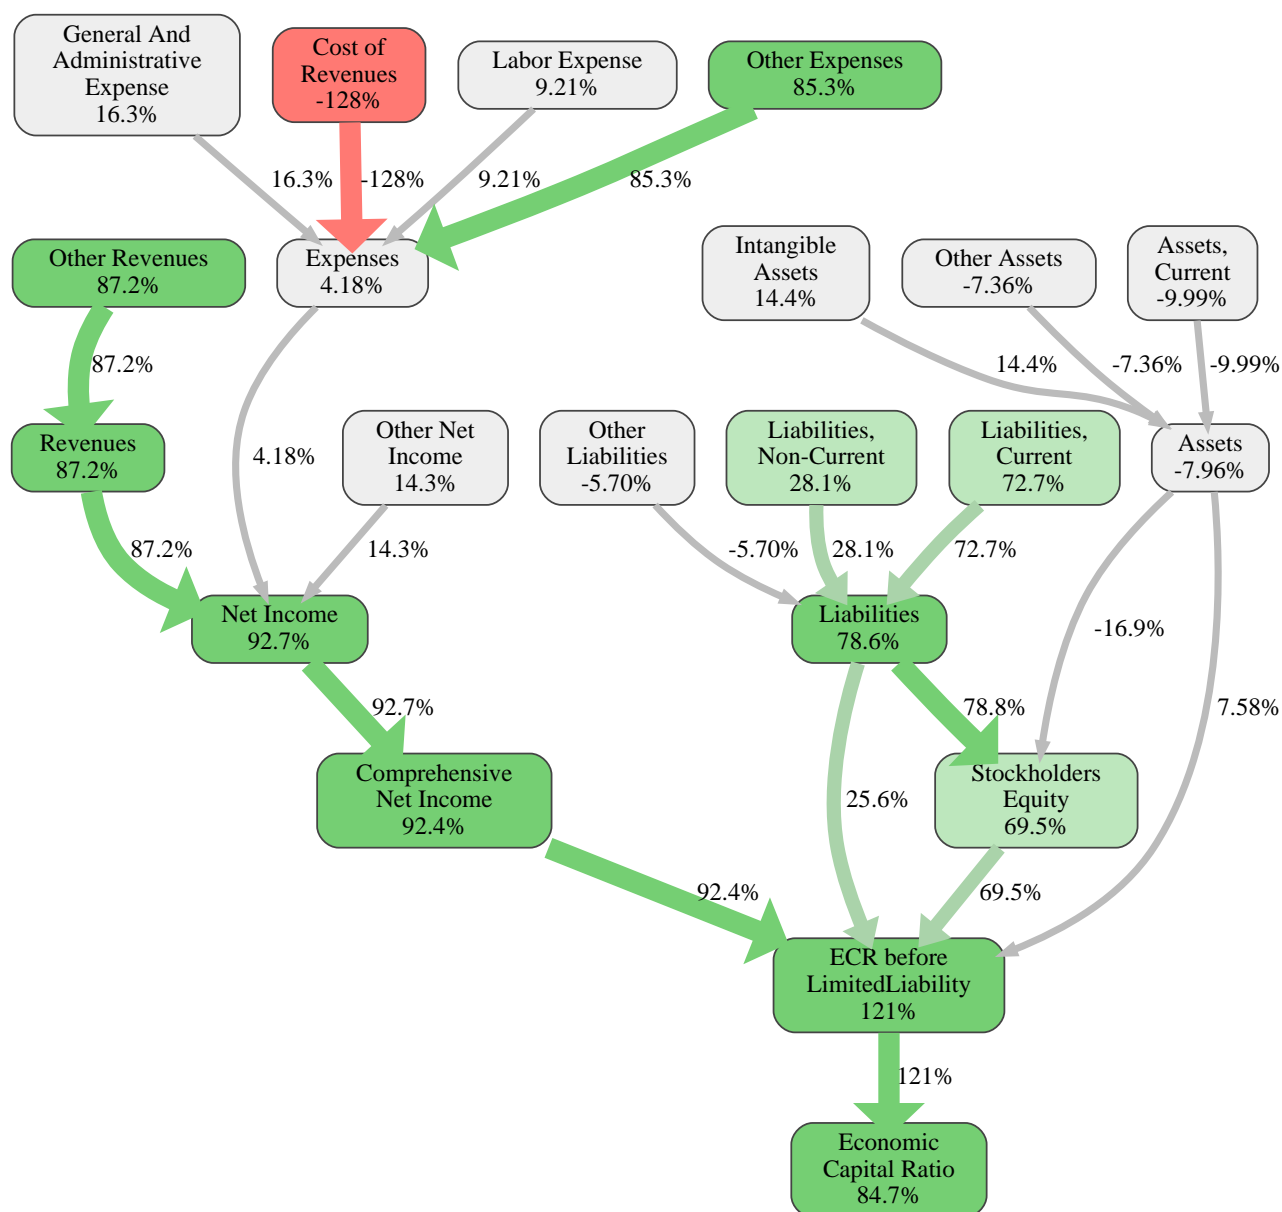 General And
Administrative
Expense
16.3%
Cost of
Revenues
-128%
Labor Expense
9.21%
Other Expenses
85.3%
16.3%
-128%
9.21%
85.3%
Other Revenues
87.2%
Expenses
4.18%
Intangible
Assets
14.4%
Other Assets
-7.36%
Assets,
Current
-9.99%
87.2%
14.4%
-7.36%
-9.99%
Revenues
87.2%
4.18%
Other Net
Income
14.3%
Other
Liabilities
-5.70%
Liabilities,
Non-Current
28.1%
Liabilities,
Current
72.7%
Assets
-7.96%
87.2%
14.3%
-5.70%
28.1%
72.7%
Net Income
92.7%
Liabilities
78.6%
-16.9%
92.7%
78.8%
7.58%
Comprehensive
Net Income
92.4%
25.6%
Stockholders
Equity
69.5%
92.4%
69.5%
ECR before
LimitedLiability
121%
121%
Economic
Capital Ratio
84.7%